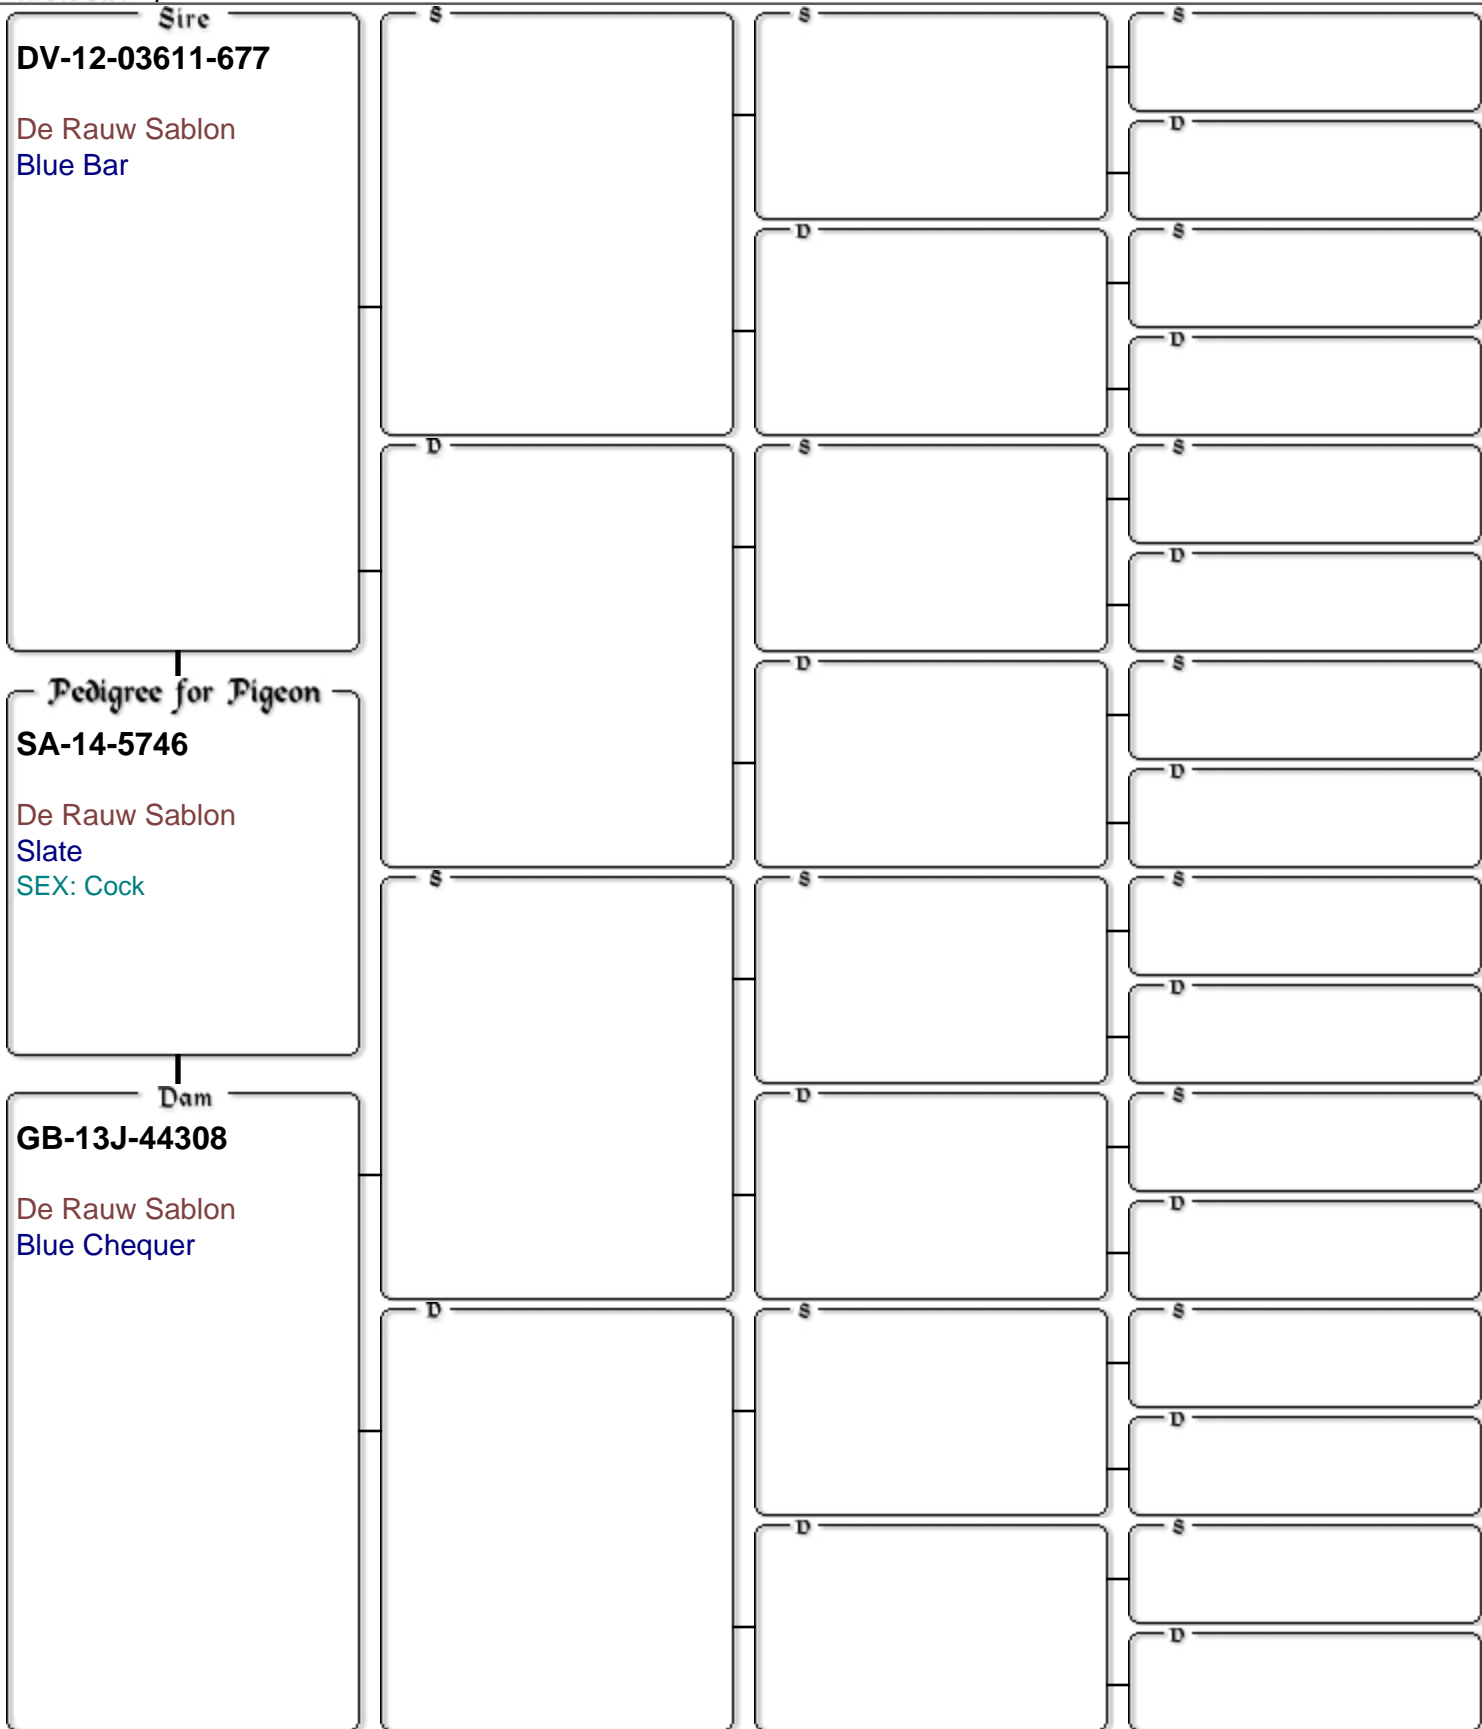 Sire
DV-12-03611-677
De Rauw Sablon
Blue Bar
Pedigree for Pigeon
SA-14-5746
De Rauw Sablon
Slate
SEX: Cock
Dam
GB-13J-44308
De Rauw Sablon
Blue Chequer
S
D
S
D
S
D
S
D
S
D
S
D
S
D
S
D
S
D
S
D
S
D
S
D
S
D
S
D